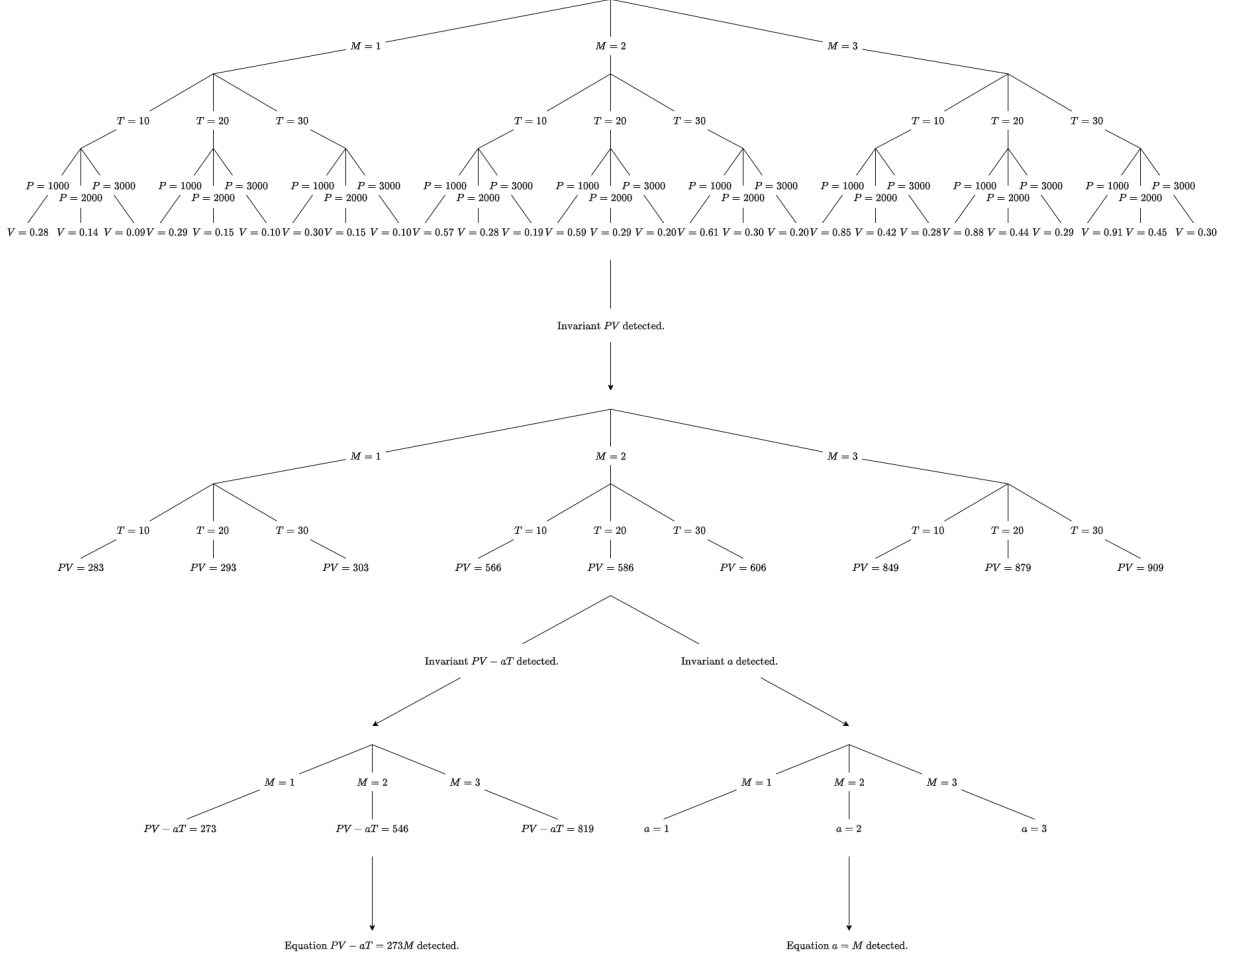 M = 1 M = 2 M = 3
T = 10 T = 20 T = 30 T = 10 T = 20 T = 30 T = 10 T = 20 T = 30
P = 1000 P = 3000 P = 1000 P = 3000 P = 1000 P = 3000 P = 1000 P = 3000 P = 1000 P = 3000 P = 1000 P = 3000 P = 1000 P = 3000 P = 1000 P = 3000 P = 1000 P = 3000
P = 2000 P = 2000 P = 2000 P = 2000 P = 2000 P = 2000 P = 2000 P = 2000 P = 2000
V = 0.28 V = 0.14 V = 0.09 V = 0.29 V = 0.15 V = 0.10 V = 0.30 V = 0.15 V = 0.10 V = 0.57 V = 0.28 V = 0.19 V = 0.59 V = 0.29 V = 0.20 V = 0.61 V = 0.30 V = 0.20 V = 0.85 V = 0.42 V = 0.28 V = 0.88 V = 0.44 V = 0.29 V = 0.91 V = 0.45 V = 0.30
Invariant PV detected.
M = 1 M = 2 M = 3
T = 10 T = 20 T = 30 T = 10 T = 20 T = 30 T = 10 T = 20 T = 30
PV = 283 PV = 293 PV = 303 PV = 566 PV = 586 PV = 606 PV = 849 PV = 879 PV = 909
Invariant PV − aT detected. Invariant a detected.
M = 1 M = 2 M = 3 M = 1 M = 2 M = 3
PV − aT = 273 PV − aT = 546 PV − aT = 819 a = 1 a = 2 a = 3
Equation PV − aT = 273M detected. Equation a = M detected.